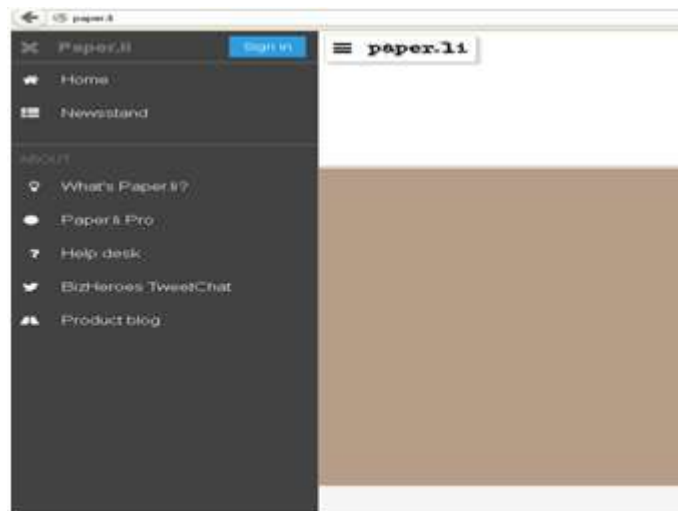 paper.li
Paper.li
Sign in
paper.li
Home
Newsstand
ABOUT
What's Paper.li?
Paper.li Pro
Help desk
BizHeroes TweetChat
Product blog